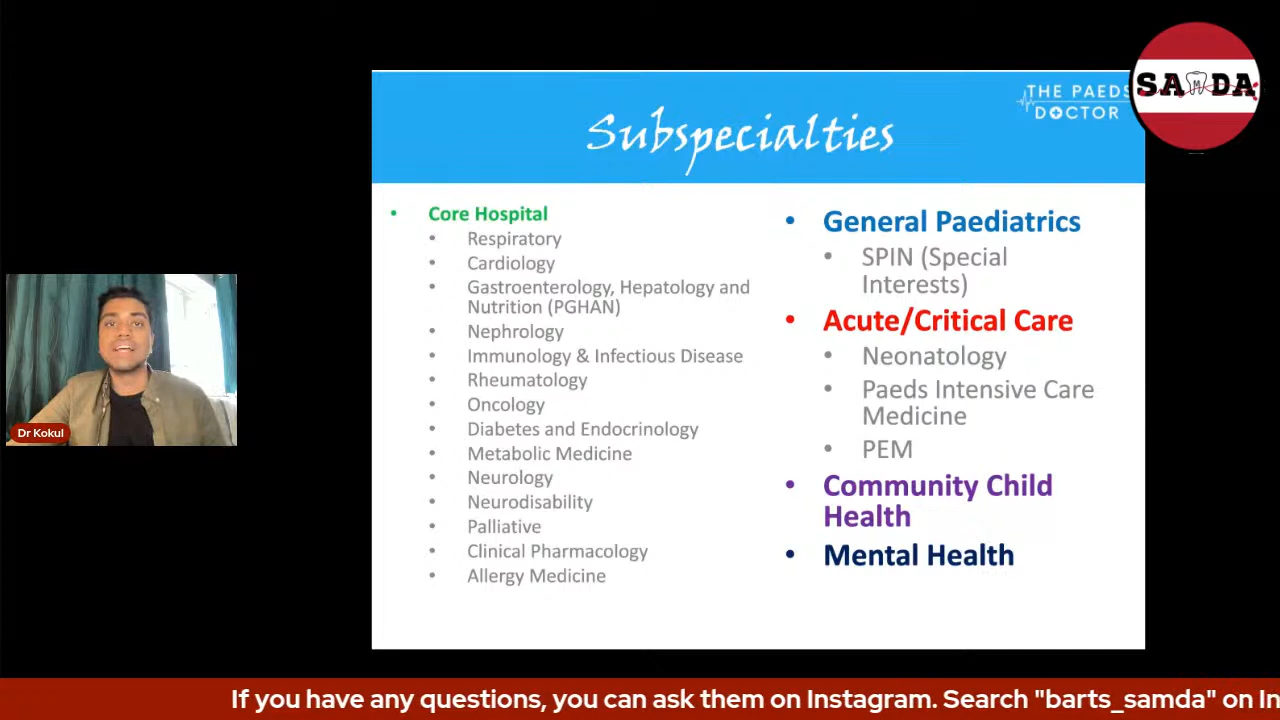 THE PAEDS
DOCTOR
SAMDA
Subspecialties
• Core Hospital
• Respiratory
• Cardiology
• Gastroenterology, Hepatology and
Nutrition (PGHAN)
• Nephrology
• Immunology & Infectious Disease
• Rheumatology
• Oncology
• Diabetes and Endocrinology
• Metabolic Medicine
• Neurology
• Neurodisability
• Palliative
• Clinical Pharmacology
• Allergy Medicine
• General Paediatrics
• SPIN (Special
Interests)
• Acute/Critical Care
• Neonatology
• Paeds Intensive Care
Medicine
• PEM
• Community Child
Health
• Mental Health
Dr Kokul
If you have any questions, you can ask them on Instagram. Search "barts_samda" on In